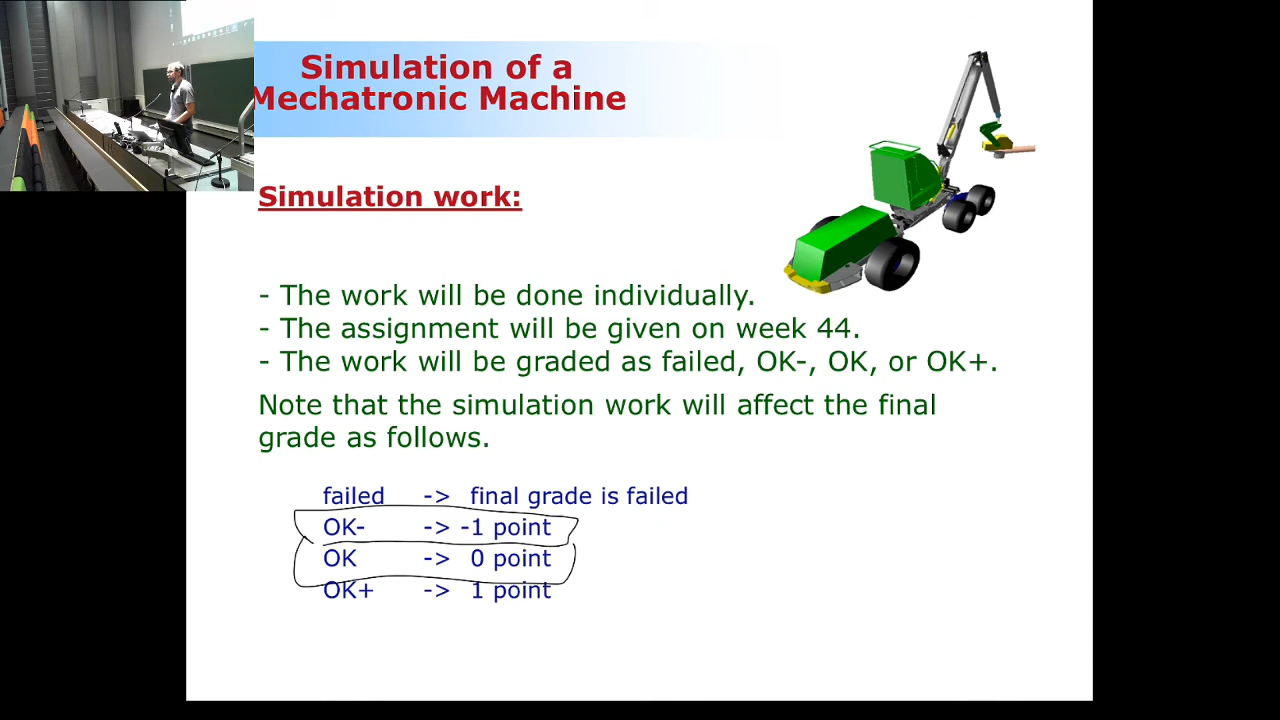 Simulation of a
Mechatronic Machine
Simulation work:
- The work will be done individually.
- The assignment will be given on week 44.
- The work will be graded as failed, OK-, OK, or OK+.
Note that the simulation work will affect the final
grade as follows.
failed -> final grade is failed
OK- -> -1 point
OK -> 0 point
OK+ -> 1 point